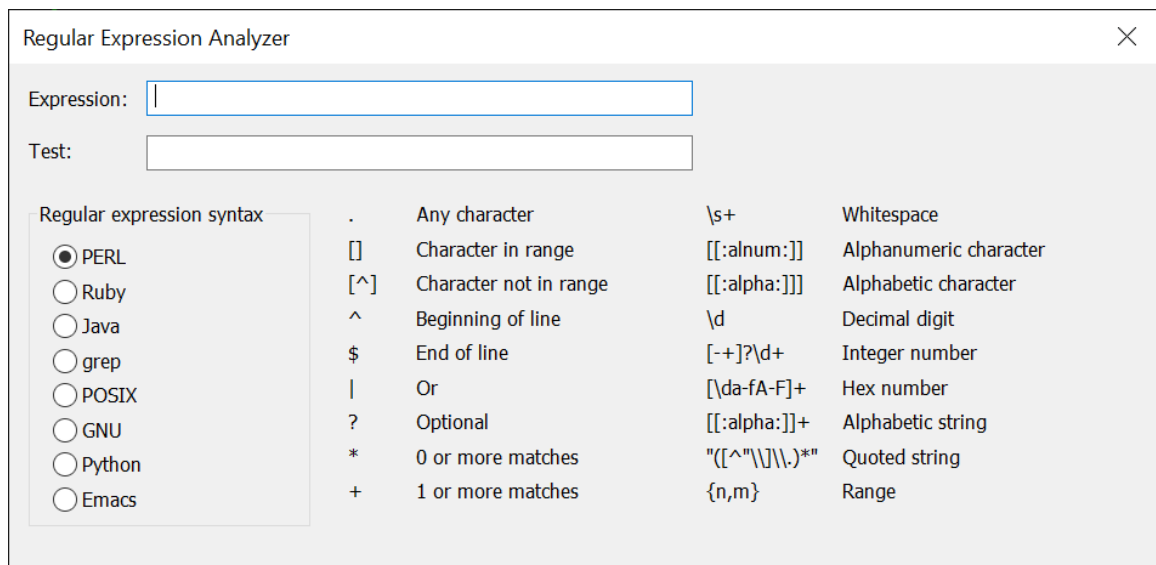 Regular Expression Analyzer
Expression:
Test:
Regular expression syntax
PERL
Ruby
Java
grep
POSIX
GNU
Python
Emacs
. Any character
[] Character in range
[^] Character not in range
^ Beginning of line
$ End of line
| Or
? Optional
* 0 or more matches
+ 1 or more matches
\s+ Whitespace
[[:alnum:]] Alphanumeric character
[[:alpha:]]] Alphabetic character
\d Decimal digit
[-+]?\d+ Integer number
[\da-fA-F]+ Hex number
[[:alpha:]]+ Alphabetic string
"([^"\\]\\.)*" Quoted string
{n,m} Range